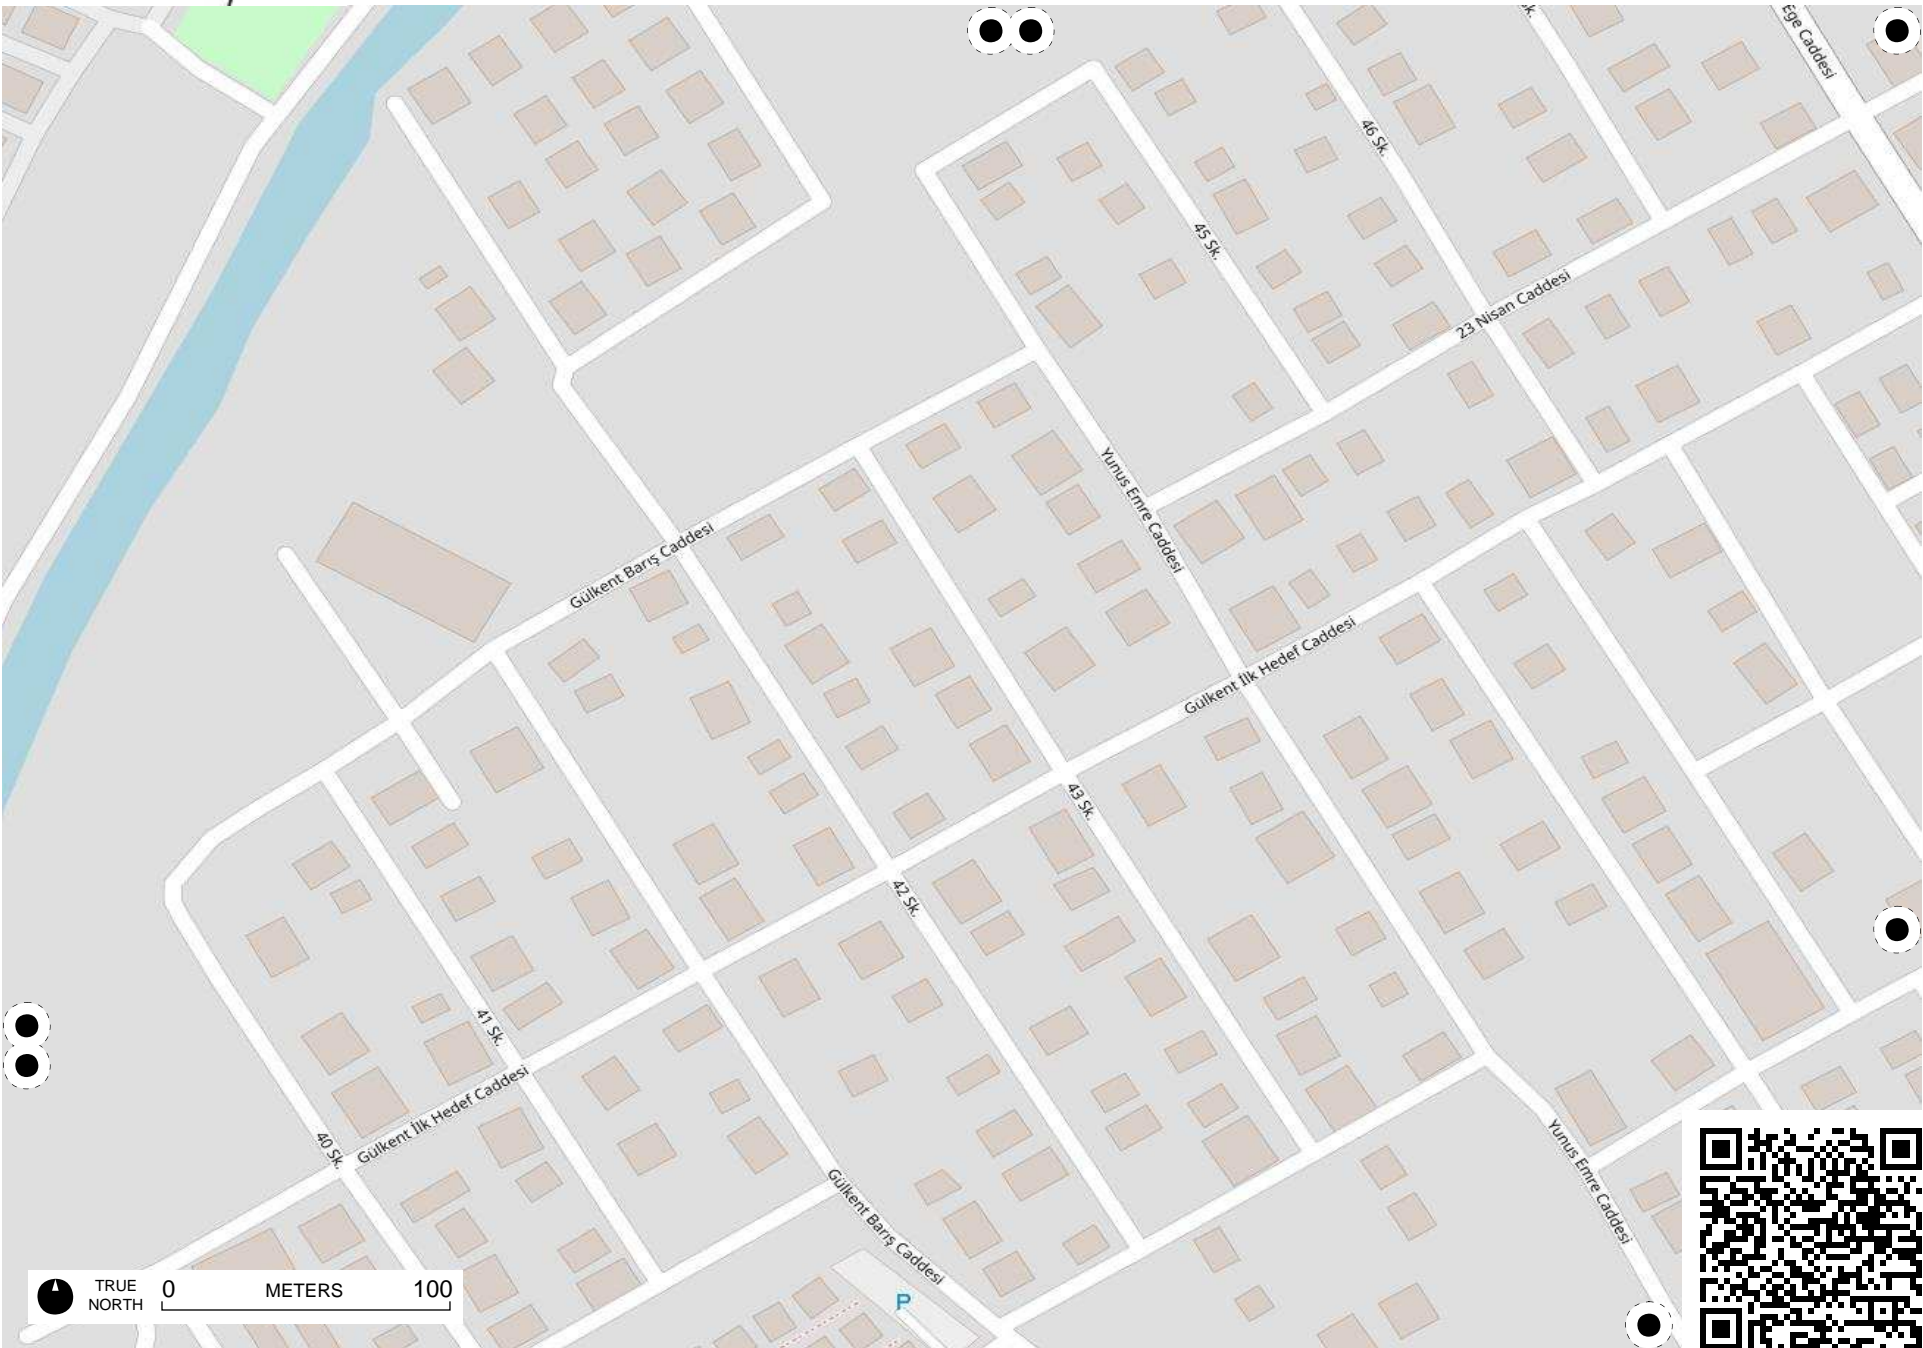 Ege Caddesi
46 Sk.
45 Sk.
23 Nisan Caddesi
Yunus Emre Caddesi
Gülkent Barış Caddesi
Gülkent İlk Hedef Caddesi
43 Sk.
42 Sk.
41 Sk.
Gülkent İlk Hedef Caddesi
40 Sk.
Yunus Emre Caddesi
Gülkent Barış Caddesi
P
TRUE NORTH
0 METERS 100